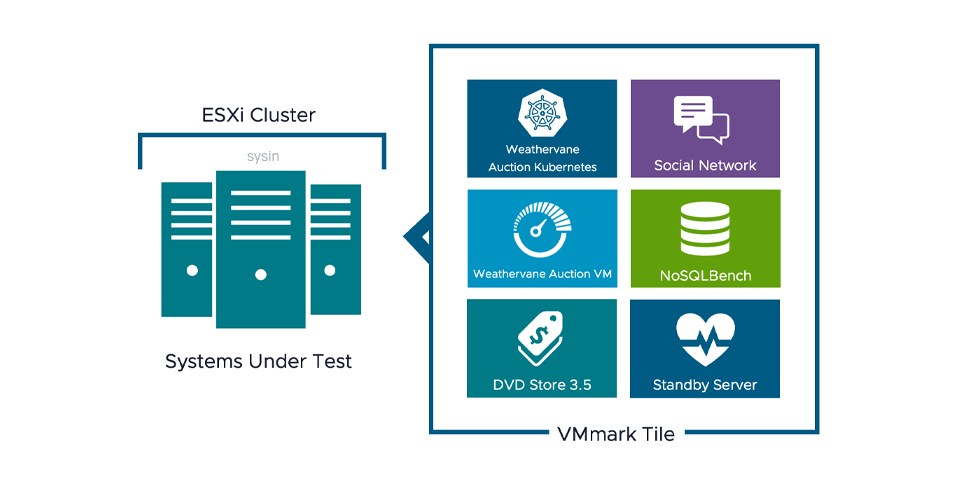 ESXi Cluster
sysin
Systems Under Test
Weathervane
Auction Kubernetes
Social Network
Weathervane Auction VM
NoSQLBench
DVD Store 3.5
Standby Server
VMmark Tile